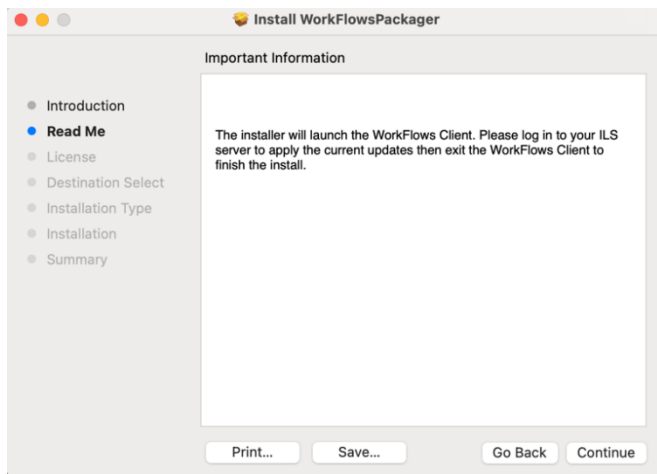 Install WorkFlowsPackager
Important Information
Introduction
Read Me
License
Destination Select
Installation Type
Installation
Summary
The installer will launch the WorkFlows Client. Please log in to your ILS
server to apply the current updates then exit the WorkFlows Client to
finish the install.
Print... Save... Go Back Continue